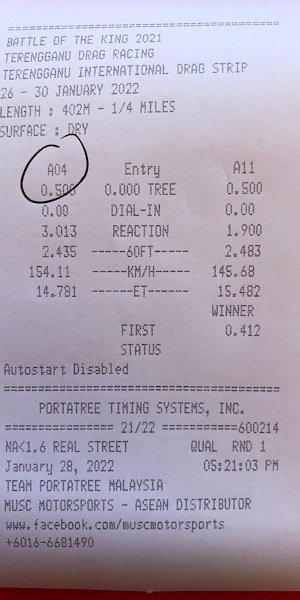 =============================================
BATTLE OF THE KING 2021
TERENGGANU DRAG RACING
TERENGGANU INTERNATIONAL DRAG STRIP
26 - 30 JANUARY 2022
LENGTH : 402M - 1/4 MILES
SURFACE : DRY
A04 Entry A11
0.500 0.000 TREE 0.500
0.00 DIAL-IN 0.00
3.013 REACTION 1.900
2.435 -----60FT----- 2.483
154.11 -----KM/H----- 145.68
14.781 ------ET------ 15.482
WINNER
FIRST 0.412
STATUS
Autostart Disabled
=============================================
PORTATREE TIMING SYSTEMS, INC.
================= 21/22 ===========600214
NA<1.6 REAL STREET QUAL RND 1
January 28, 2022 05:21:03 PM
TEAM PORTATREE MALAYSIA
MUSC MOTORSPORTS - ASEAN DISTRIBUTOR
www.facebook.com/muscmotorsports
+6016-6681490